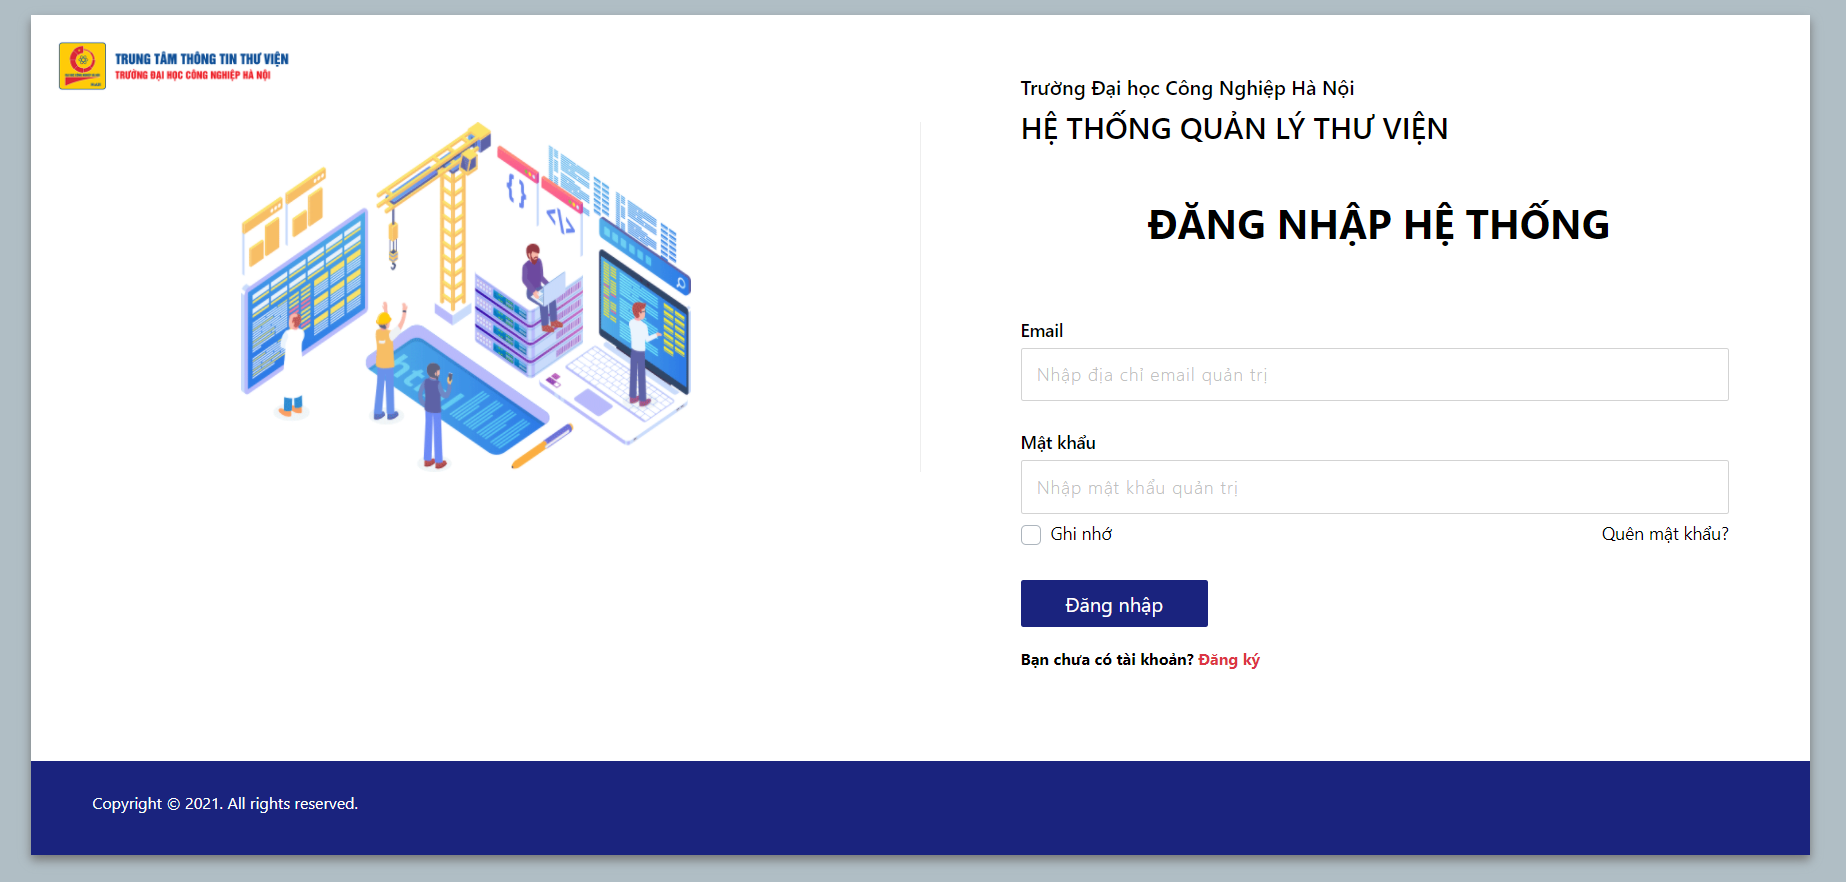 TRUNG TÂM THÔNG TIN THƯ VIỆN
TRƯỜNG ĐẠI HỌC CÔNG NGHIỆP HÀ NỘI
Trường Đại học Công Nghiệp Hà Nội
HỆ THỐNG QUẢN LÝ THƯ VIỆN
ĐĂNG NHẬP HỆ THỐNG
{}
</>
html
Email
Nhập địa chỉ email quản trị
Mật khẩu
Nhập mật khẩu quản trị
Ghi nhớ
Quên mật khẩu?
Đăng nhập
Bạn chưa có tài khoản? Đăng ký
Copyright © 2021. All rights reserved.